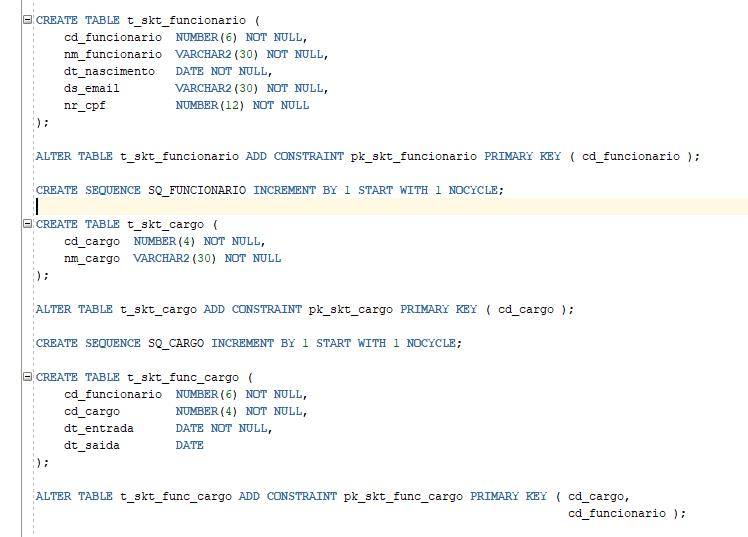 CREATE TABLE t_skt_funcionario (
    cd_funcionario  NUMBER(6) NOT NULL,
    nm_funcionario  VARCHAR2(30) NOT NULL,
    dt_nascimento   DATE NOT NULL,
    ds_email        VARCHAR2(30) NOT NULL,
    nr_cpf          NUMBER(12) NOT NULL
);
ALTER TABLE t_skt_funcionario ADD CONSTRAINT pk_skt_funcionario PRIMARY KEY ( cd_funcionario );
CREATE SEQUENCE SQ_FUNCIONARIO INCREMENT BY 1 START WITH 1 NOCYCLE;
CREATE TABLE t_skt_cargo (
    cd_cargo  NUMBER(4) NOT NULL,
    nm_cargo  VARCHAR2(30) NOT NULL
);
ALTER TABLE t_skt_cargo ADD CONSTRAINT pk_skt_cargo PRIMARY KEY ( cd_cargo );
CREATE SEQUENCE SQ_CARGO INCREMENT BY 1 START WITH 1 NOCYCLE;
CREATE TABLE t_skt_func_cargo (
    cd_funcionario  NUMBER(6) NOT NULL,
    cd_cargo        NUMBER(4) NOT NULL,
    dt_entrada      DATE NOT NULL,
    dt_saida        DATE
);
ALTER TABLE t_skt_func_cargo ADD CONSTRAINT pk_skt_func_cargo PRIMARY KEY ( cd_cargo,
                                                                            cd_funcionario );